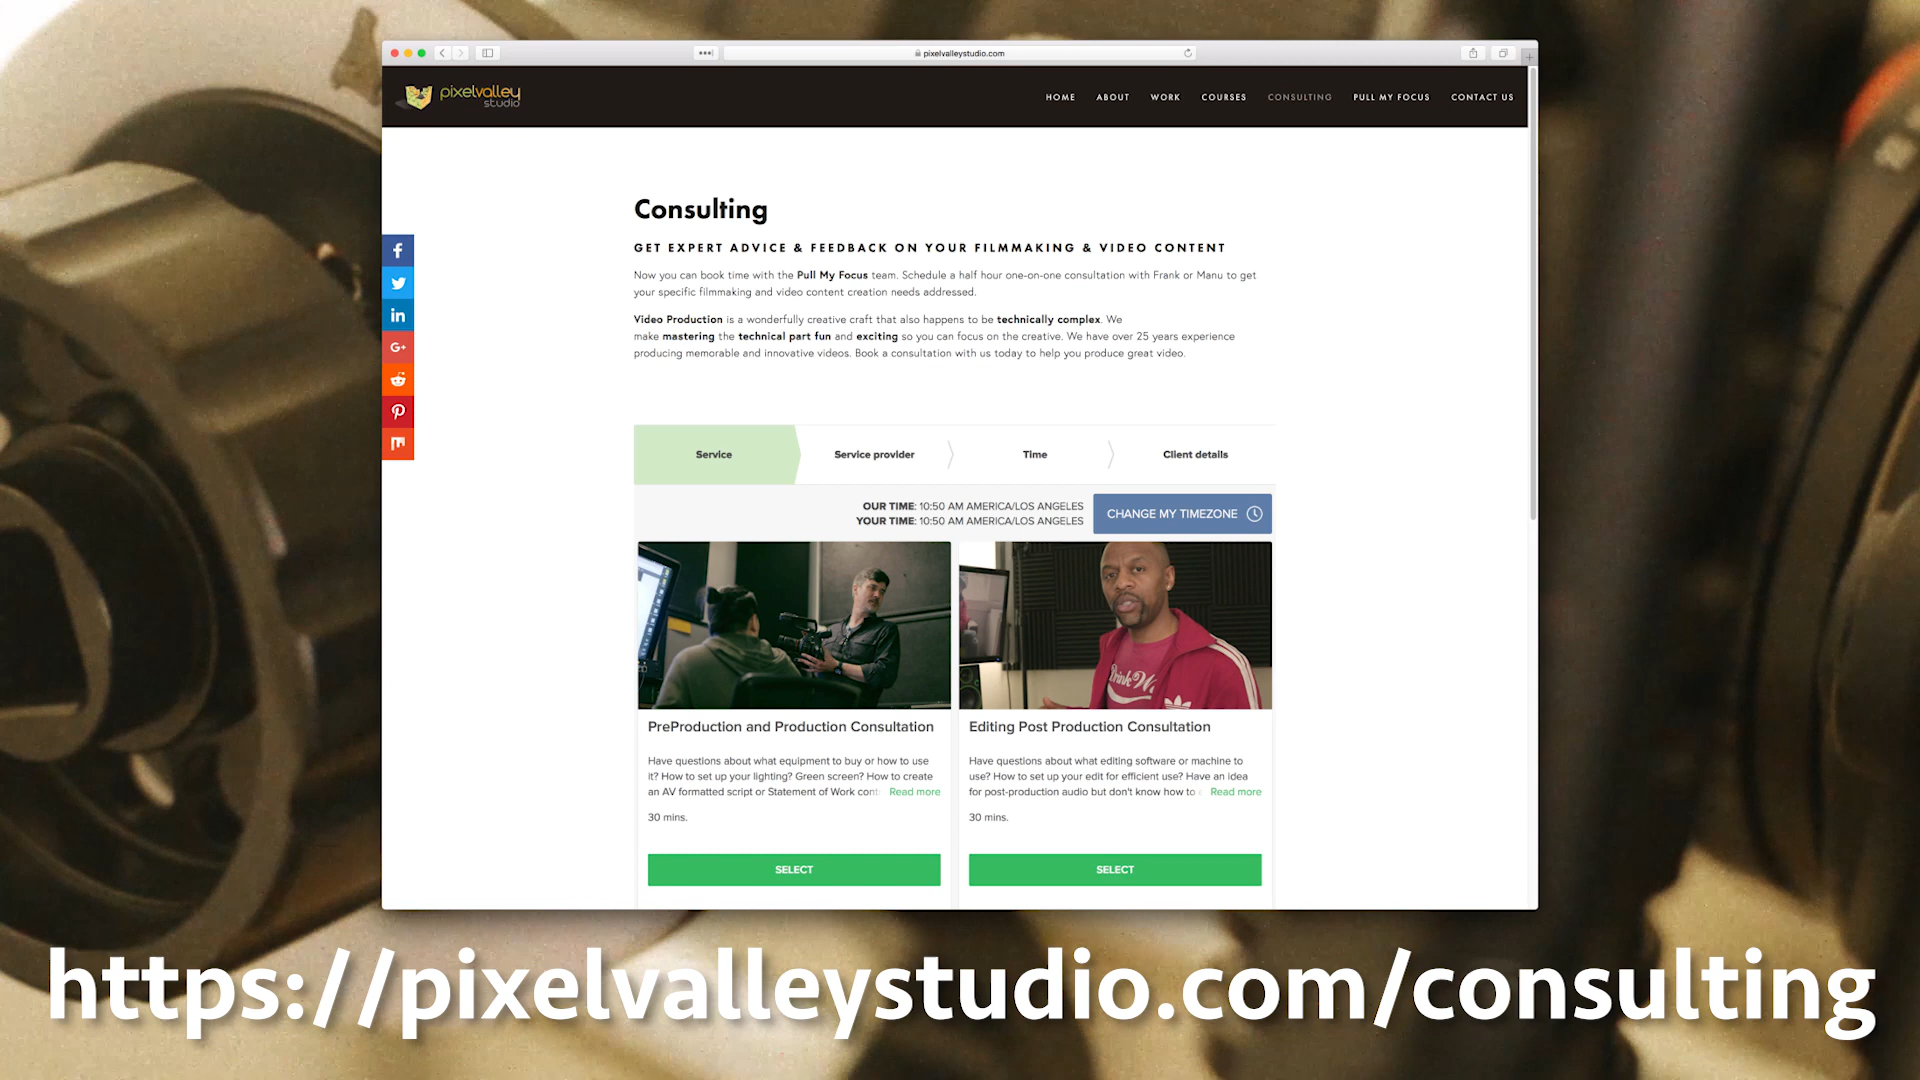 pixelvalleystudio.com
pixelvalley
studio
HOME ABOUT WORK COURSES CONSULTING PULL MY FOCUS CONTACT US
Consulting
GET EXPERT ADVICE & FEEDBACK ON YOUR FILMMAKING & VIDEO CONTENT
Now you can book time with the Pull My Focus team. Schedule a half hour one-on-one consultation with Frank or Manu to get
your specific filmmaking and video content creation needs addressed.
Video Production is a wonderfully creative craft that also happens to be technically complex. We
make mastering the technical part fun and exciting so you can focus on the creative. We have over 25 years experience
producing memorable and innovative videos. Book a consultation with us today to help you produce great video.
Service Service provider Time Client details
OUR TIME: 10:50 AM AMERICA/LOS ANGELES
YOUR TIME: 10:50 AM AMERICA/LOS ANGELES
CHANGE MY TIMEZONE
PreProduction and Production Consultation
Have questions about what equipment to buy or how to use
it? How to set up your lighting? Green screen? How to create
an AV formatted script or Statement of Work cont Read more
30 mins.
SELECT
Editing Post Production Consultation
Have questions about what editing software or machine to
use? How to set up your edit for efficient use? Have an idea
for post-production audio but don't know how to Read more
30 mins.
SELECT
https://pixelvalleystudio.com/consulting